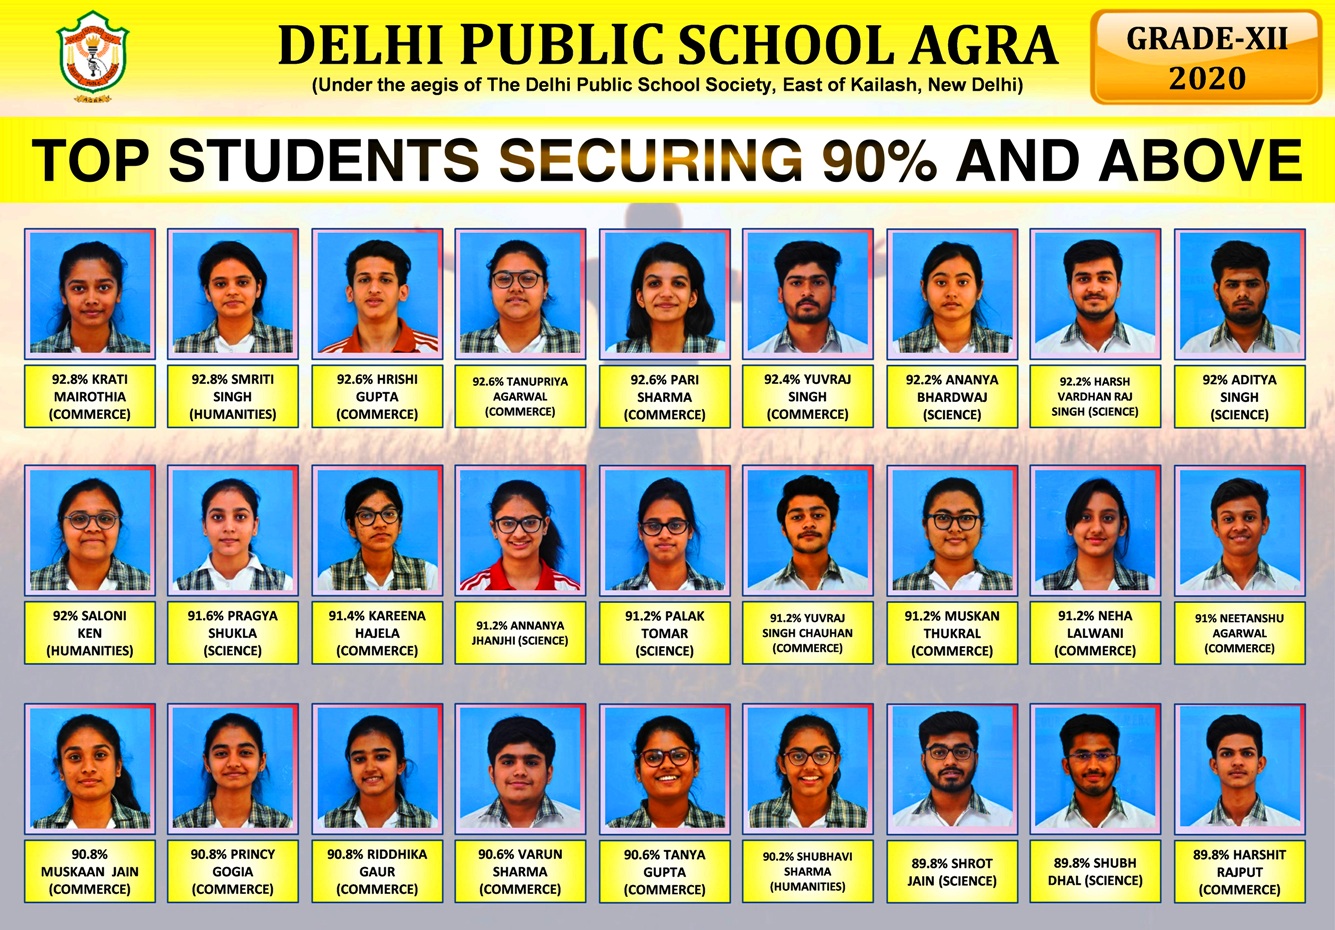 DELHI PUBLIC SCHOOL AGRA
(Under the aegis of The Delhi Public School Society, East of Kailash, New Delhi)
GRADE-XII
2020
TOP STUDENTS SECURING 90% AND ABOVE
92.8% KRATI
MAIROTHIA
(COMMERCE)
92.8% SMRITI
SINGH
(HUMANITIES)
92.6% HRISHI
GUPTA
(COMMERCE)
92.6% TANUPRIYA
AGARWAL
(COMMERCE)
92.6% PARI
SHARMA
(COMMERCE)
92.4% YUVRAJ
SINGH
(COMMERCE)
92.2% ANANYA
BHARDWAJ
(SCIENCE)
92.2% HARSH
VARDHAN RAJ
SINGH (SCIENCE)
92% ADITYA
SINGH
(SCIENCE)
92% SALONI
KEN
(HUMANITIES)
91.6% PRAGYA
SHUKLA
(SCIENCE)
91.4% KAREENA
HAJELA
(COMMERCE)
91.2% ANNANYA
JHANJHI (SCIENCE)
91.2% PALAK
TOMAR
(SCIENCE)
91.2% YUVRAJ
SINGH CHAUHAN
(COMMERCE)
91.2% MUSKAN
THUKRAL
(COMMERCE)
91.2% NEHA
LALWANI
(COMMERCE)
91% NEETANSHU
AGARWAL
(COMMERCE)
90.8%
MUSKAAN JAIN
(COMMERCE)
90.8% PRINCY
GOGIA
(COMMERCE)
90.8% RIDDHIKA
GAUR
(COMMERCE)
90.6% VARUN
SHARMA
(COMMERCE)
90.6% TANYA
GUPTA
(COMMERCE)
90.2% SHUBHAVI
SHARMA
(HUMANITIES)
89.8% SHROT
JAIN (SCIENCE)
89.8% SHUBH
DHAL (SCIENCE)
89.8% HARSHIT
RAJPUT
(COMMERCE)